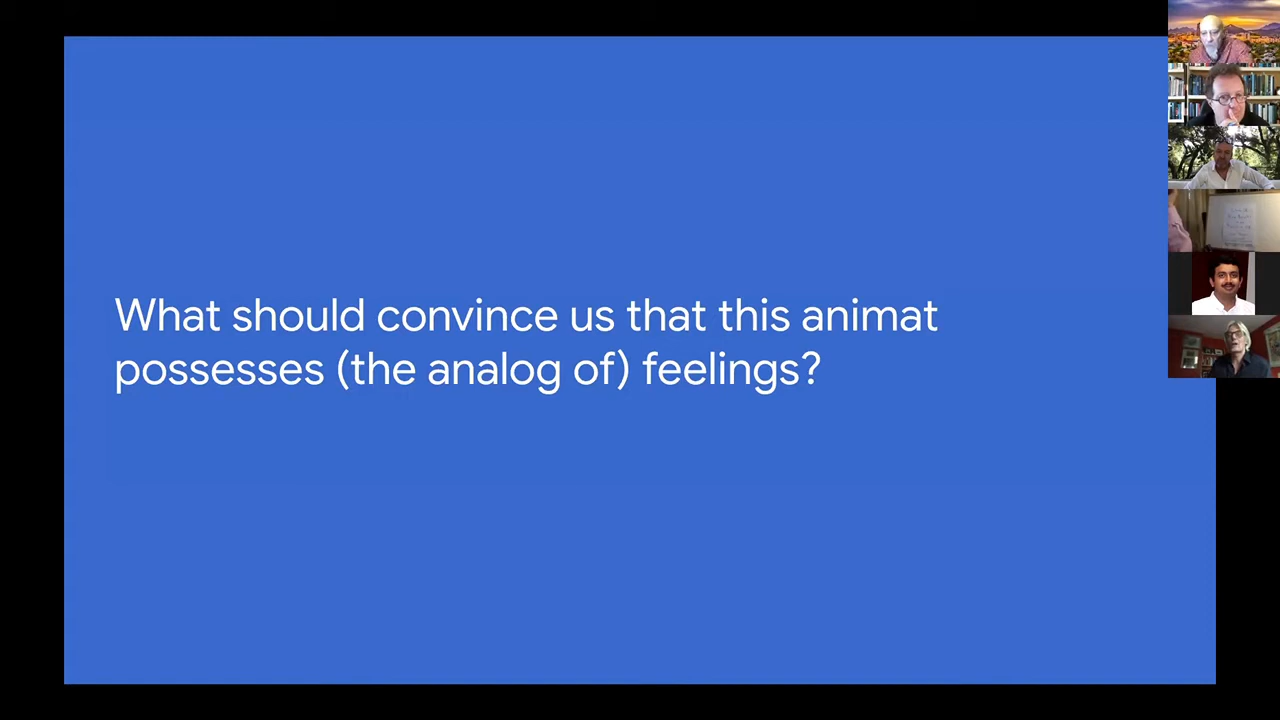 What should convince us that this animat
possesses (the analog of) feelings?